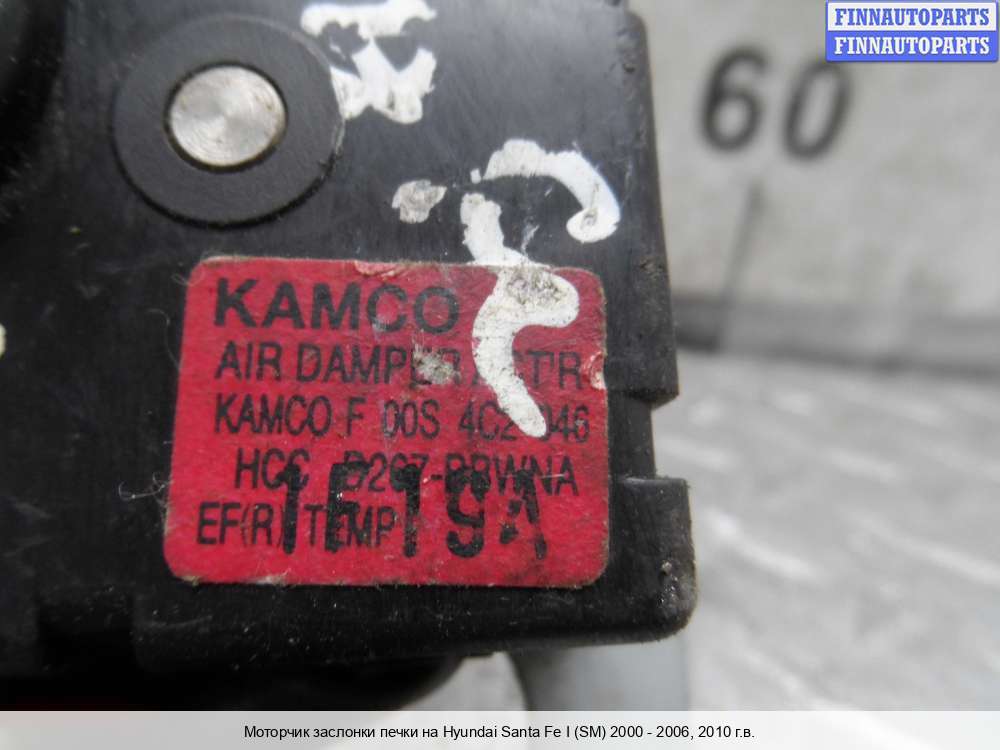 FINNAUTOPARTS
FINNAUTOPARTS
60
KAMCO
AIR DAMPER
KAMCO F 00S
HCC
EF(R) TEMP
Моторчик заслонки печки на Hyundai Santa Fe I (SM) 2000 - 2006, 2010 г.в.